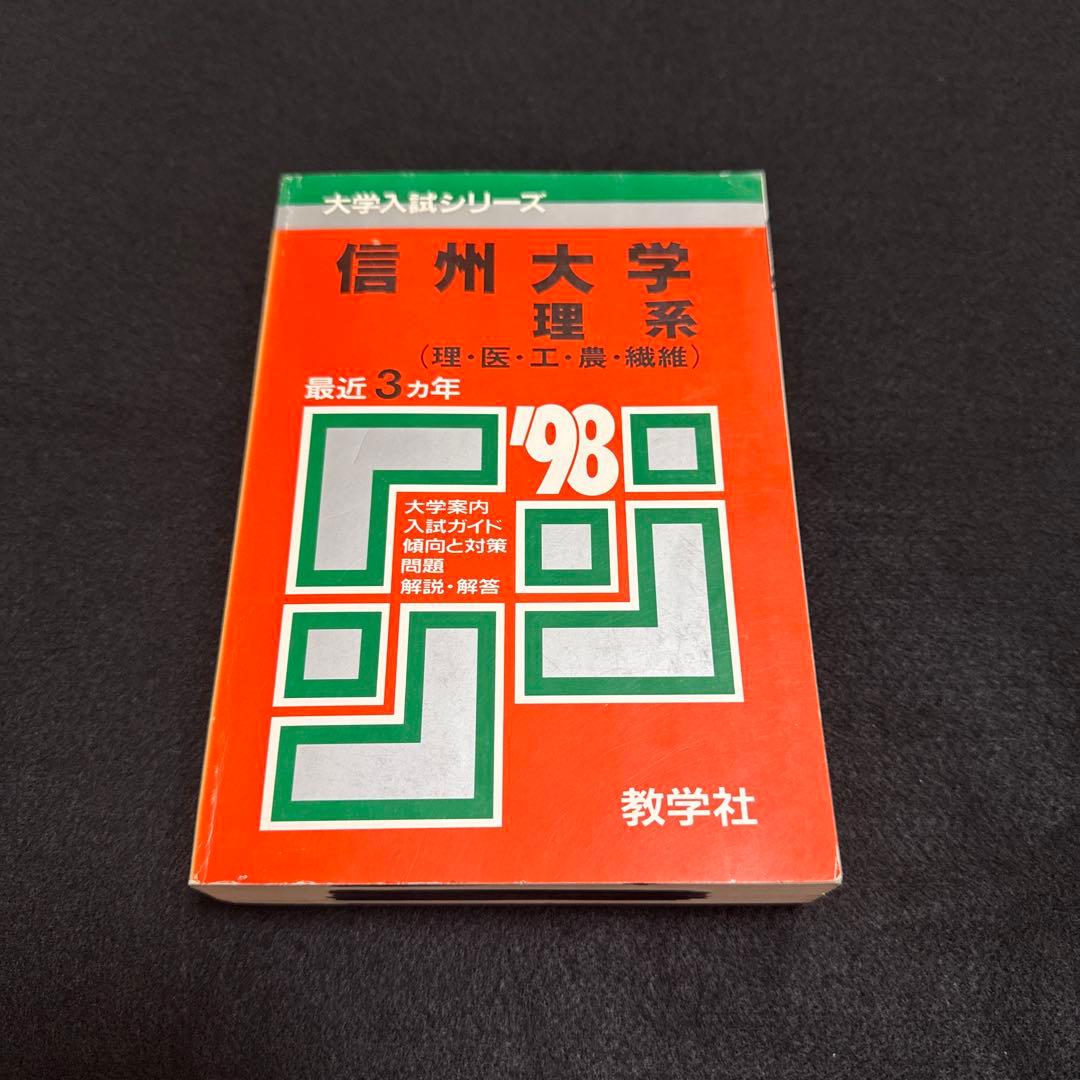 大学入試シリーズ
信州大学
理系
(理・医・工・農・繊維)
最近3ヵ年
'98
大学案内
入試ガイド
傾向と対策
問題
解説・解答
教学社